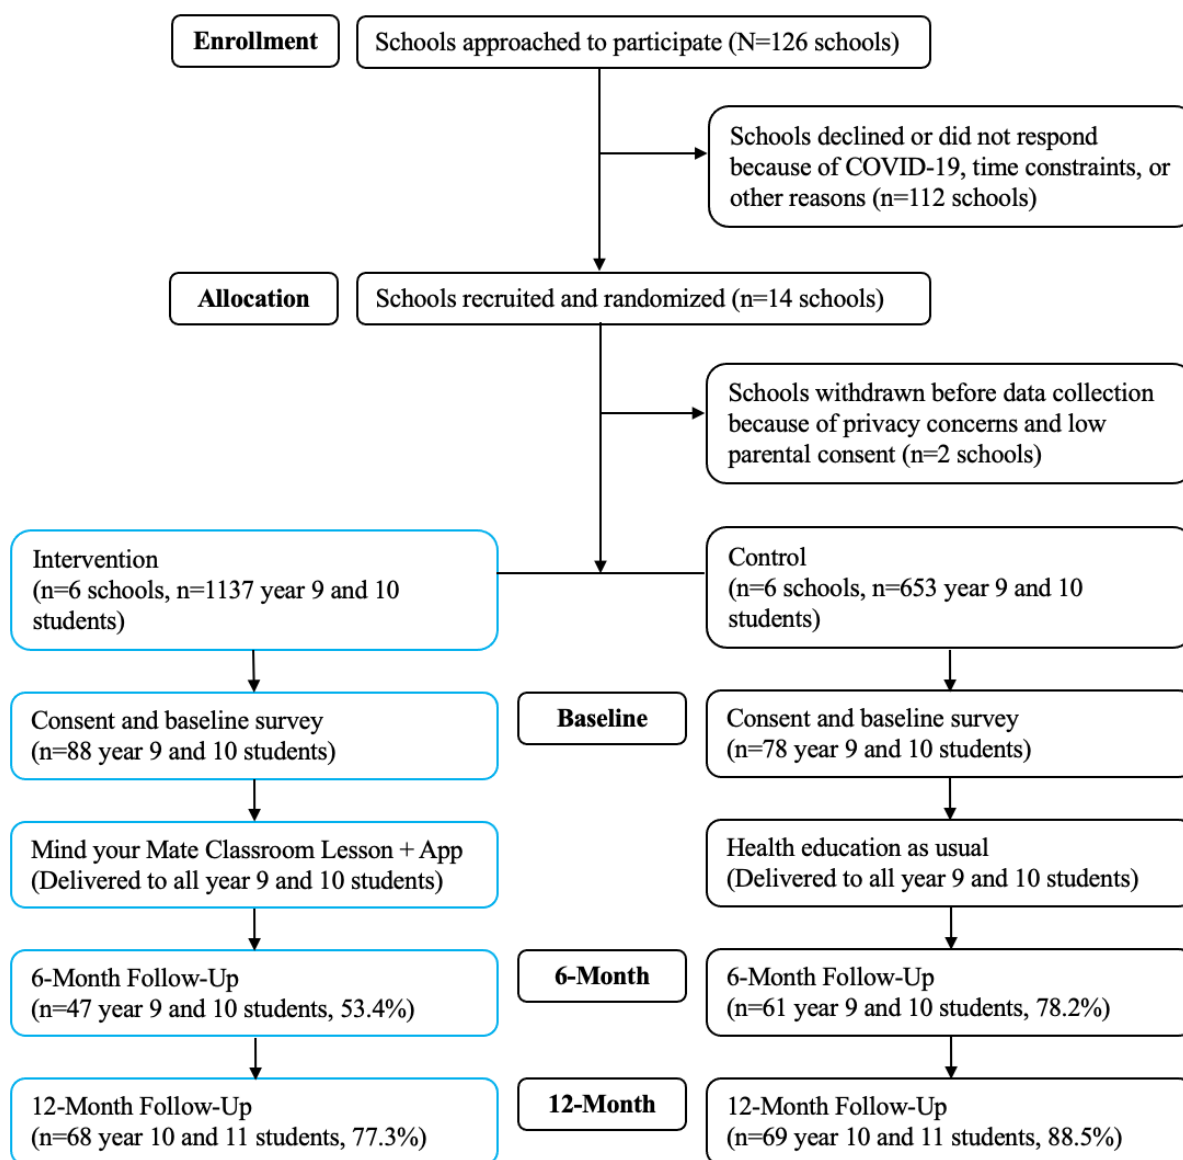 Enrollment
Schools approached to participate (N=126 schools)
Schools declined or did not respond
because of COVID-19, time constraints, or
other reasons (n=112 schools)
Allocation
Schools recruited and randomized (n=14 schools)
Schools withdrawn before data collection
because of privacy concerns and low
parental consent (n=2 schools)
Intervention
(n=6 schools, n=1137 year 9 and 10
students)
Control
(n=6 schools, n=653 year 9 and 10
students)
Consent and baseline survey
(n=88 year 9 and 10 students)
Baseline
Consent and baseline survey
(n=78 year 9 and 10 students)
Mind your Mate Classroom Lesson + App
(Delivered to all year 9 and 10 students)
Health education as usual
(Delivered to all year 9 and 10 students)
6-Month Follow-Up
(n=47 year 9 and 10 students, 53.4%)
6-Month
6-Month Follow-Up
(n=61 year 9 and 10 students, 78.2%)
12-Month Follow-Up
(n=68 year 10 and 11 students, 77.3%)
12-Month
12-Month Follow-Up
(n=69 year 10 and 11 students, 88.5%)